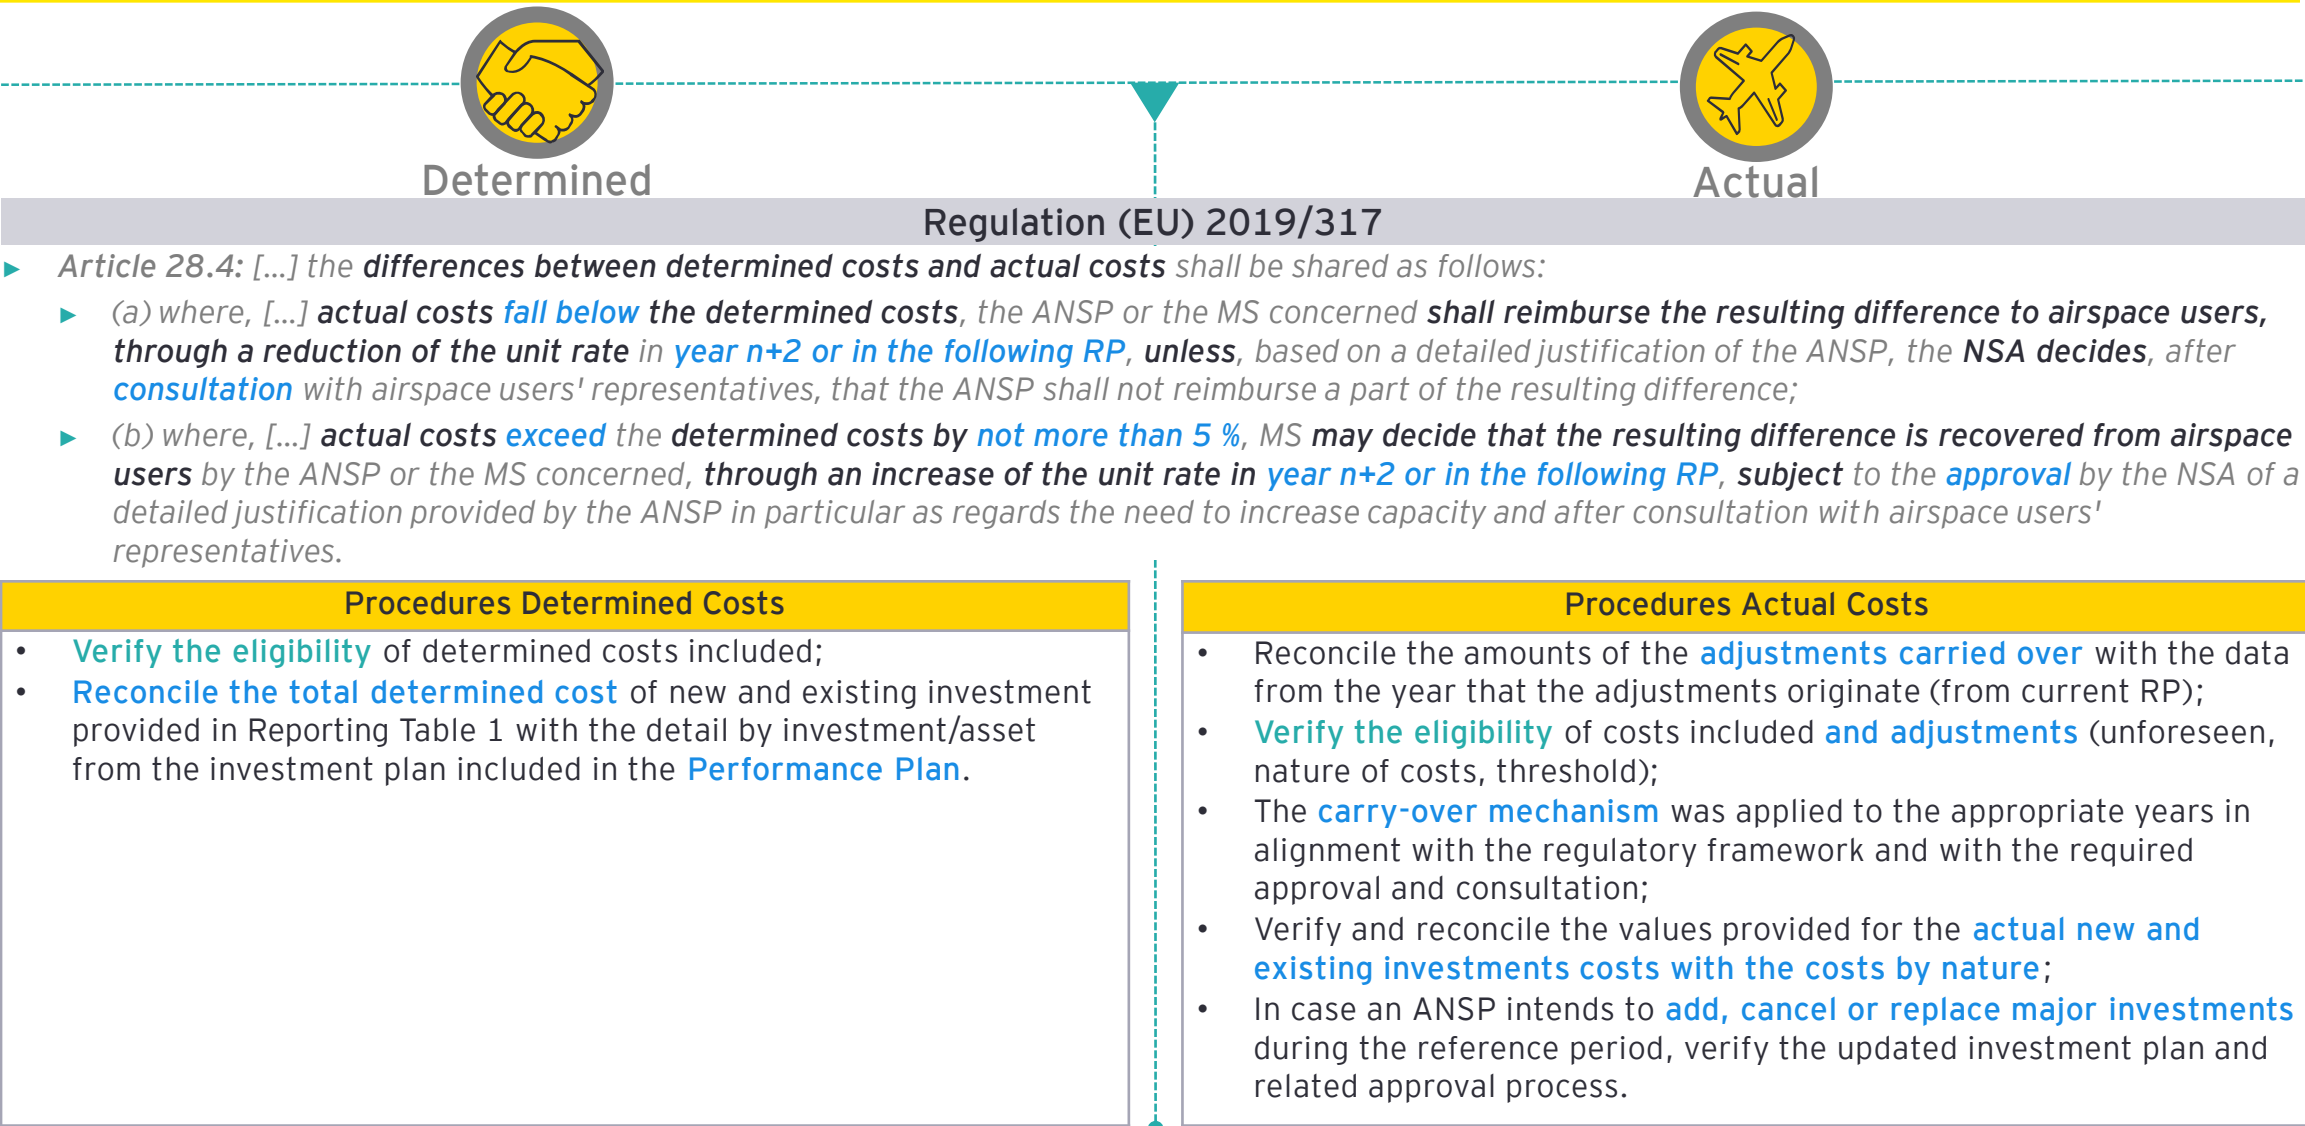 Determined
Actual
Regulation (EU) 2019/317
► Article 28.4: [...] the differences between determined costs and actual costs shall be shared as follows:
► (a) where, [...] actual costs fall below the determined costs, the ANSP or the MS concerned shall reimburse the resulting difference to airspace users,
through a reduction of the unit rate in year n+2 or in the following RP, unless, based on a detailed justification of the ANSP, the NSA decides, after
consultation with airspace users' representatives, that the ANSP shall not reimburse a part of the resulting difference;
► (b) where, [...] actual costs exceed the determined costs by not more than 5 %, MS may decide that the resulting difference is recovered from airspace
users by the ANSP or the MS concerned, through an increase of the unit rate in year n+2 or in the following RP, subject to the approval by the NSA of a
detailed justification provided by the ANSP in particular as regards the need to increase capacity and after consultation with airspace users'
representatives.
Procedures Determined Costs
• Verify the eligibility of determined costs included;
• Reconcile the total determined cost of new and existing investment
provided in Reporting Table 1 with the detail by investment/asset
from the investment plan included in the Performance Plan.
Procedures Actual Costs
• Reconcile the amounts of the adjustments carried over with the data
from the year that the adjustments originate (from current RP);
• Verify the eligibility of costs included and adjustments (unforeseen,
nature of costs, threshold);
• The carry-over mechanism was applied to the appropriate years in
alignment with the regulatory framework and with the required
approval and consultation;
• Verify and reconcile the values provided for the actual new and
existing investments costs with the costs by nature;
• In case an ANSP intends to add, cancel or replace major investments
during the reference period, verify the updated investment plan and
related approval process.